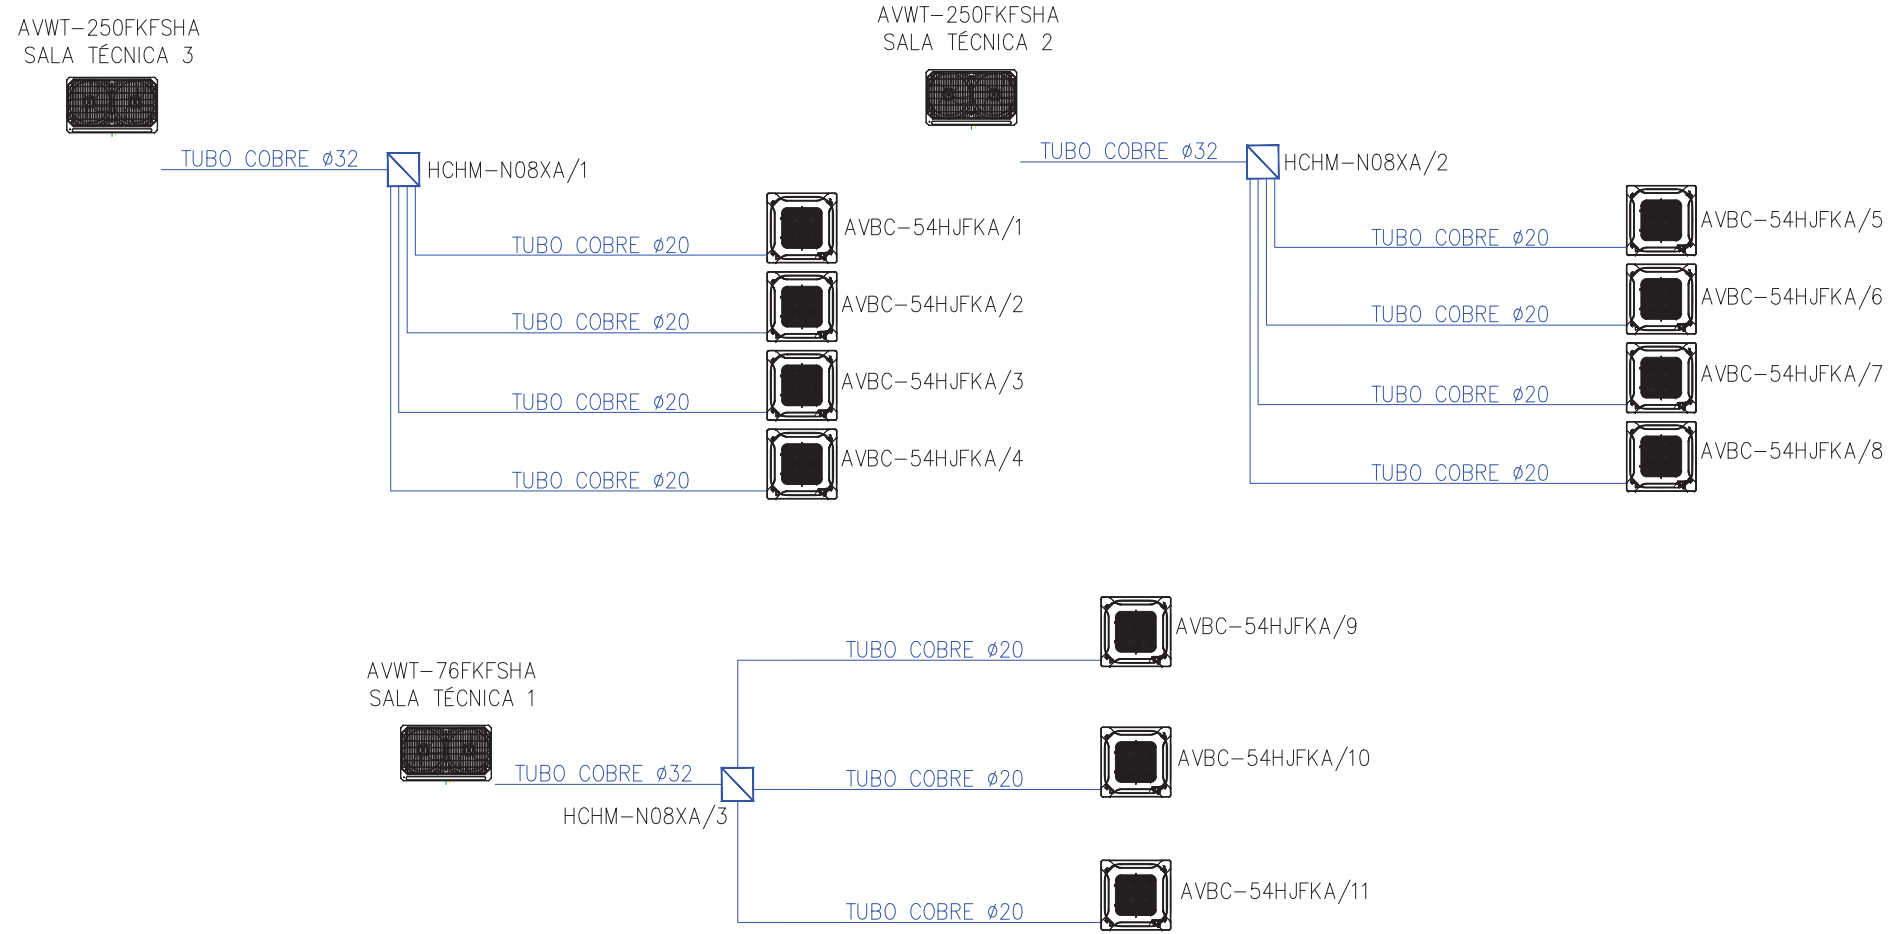 AVWT-250FKFSHA
SALA TÉCNICA 3
TUBO COBRE ø32
HCHM-N08XA/1
TUBO COBRE ø20
AVBC-54HJFKA/1
TUBO COBRE ø20
AVBC-54HJFKA/2
TUBO COBRE ø20
AVBC-54HJFKA/3
TUBO COBRE ø20
AVBC-54HJFKA/4
AVWT-250FKFSHA
SALA TÉCNICA 2
TUBO COBRE ø32
HCHM-N08XA/2
TUBO COBRE ø20
AVBC-54HJFKA/5
TUBO COBRE ø20
AVBC-54HJFKA/6
TUBO COBRE ø20
AVBC-54HJFKA/7
TUBO COBRE ø20
AVBC-54HJFKA/8
AVWT-76FKFSHA
SALA TÉCNICA 1
TUBO COBRE ø32
HCHM-N08XA/3
TUBO COBRE ø20
AVBC-54HJFKA/9
TUBO COBRE ø20
AVBC-54HJFKA/10
TUBO COBRE ø20
AVBC-54HJFKA/11